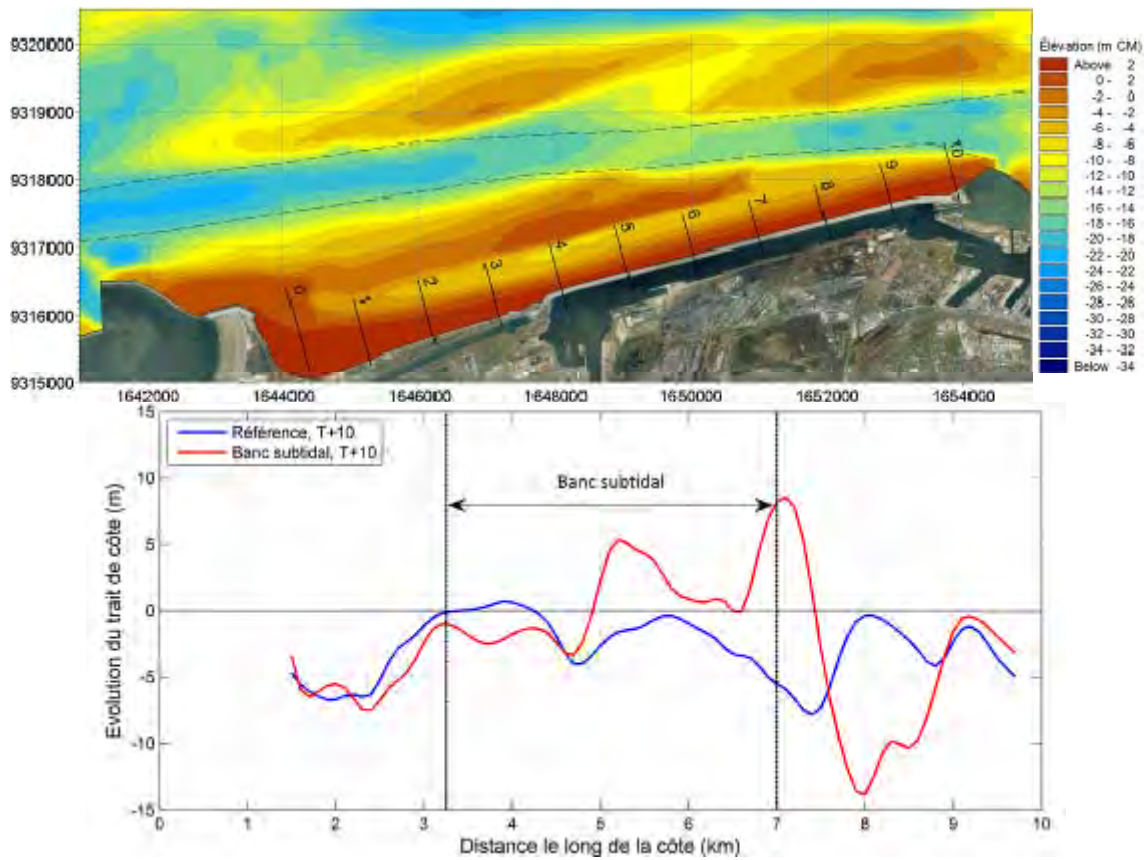 9320000
9319000
9318000
9317000
9316000
9315000
1642000 1644000 1646000 1648000 1650000 1652000 1654000
0 1 2 3 4 5 6 7 8 9 10
Élévation (m CM)
Above 2
0 - 2
-2 - 0
-4 - -2
-6 - -4
-8 - -6
-10 - -8
-12 - -10
-14 - -12
-16 - -14
-18 - -16
-20 - -18
-22 - -20
-24 - -22
-26 - -24
-28 - -26
-30 - -28
-32 - -30
-34 - -32
Below -34
Référence, T+10
Banc subtidal, T+10
Banc subtidal
Evolution du trait de côte (m)
15
10
5
0
-5
-10
-15
0 1 2 3 4 5 6 7 8 9 10
Distance le long de la côte (km)